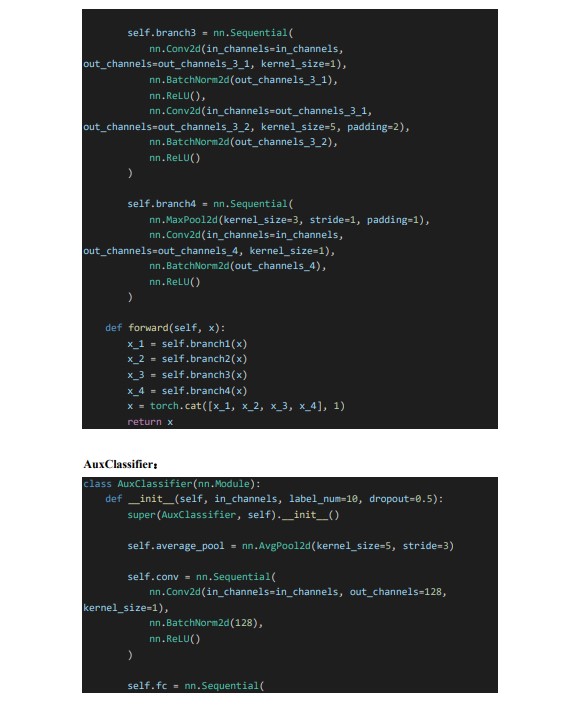 self.branch3 = nn.Sequential(
nn.Conv2d(in_channels=in_channels,
out_channels=out_channels_3_1, kernel_size=1),
nn.BatchNorm2d(out_channels_3_1),
nn.ReLU(),
nn.Conv2d(in_channels=out_channels_3_1,
out_channels=out_channels_3_2, kernel_size=5, padding=2),
nn.BatchNorm2d(out_channels_3_2),
nn.ReLU()
)
self.branch4 = nn.Sequential(
nn.MaxPool2d(kernel_size=3, stride=1, padding=1),
nn.Conv2d(in_channels=in_channels,
out_channels=out_channels_4, kernel_size=1),
nn.BatchNorm2d(out_channels_4),
nn.ReLU()
)
def forward(self, x):
x_1 = self.branch1(x)
x_2 = self.branch2(x)
x_3 = self.branch3(x)
x_4 = self.branch4(x)
x = torch.cat([x_1, x_2, x_3, x_4], 1)
return x
AuxClassifier：
class AuxClassifier(nn.Module):
def __init__(self, in_channels, label_num=10, dropout=0.5):
super(AuxClassifier, self).__init__()
self.average_pool = nn.AvgPool2d(kernel_size=5, stride=3)
self.conv = nn.Sequential(
nn.Conv2d(in_channels=in_channels, out_channels=128,
kernel_size=1),
nn.BatchNorm2d(128),
nn.ReLU()
)
self.fc = nn.Sequential(